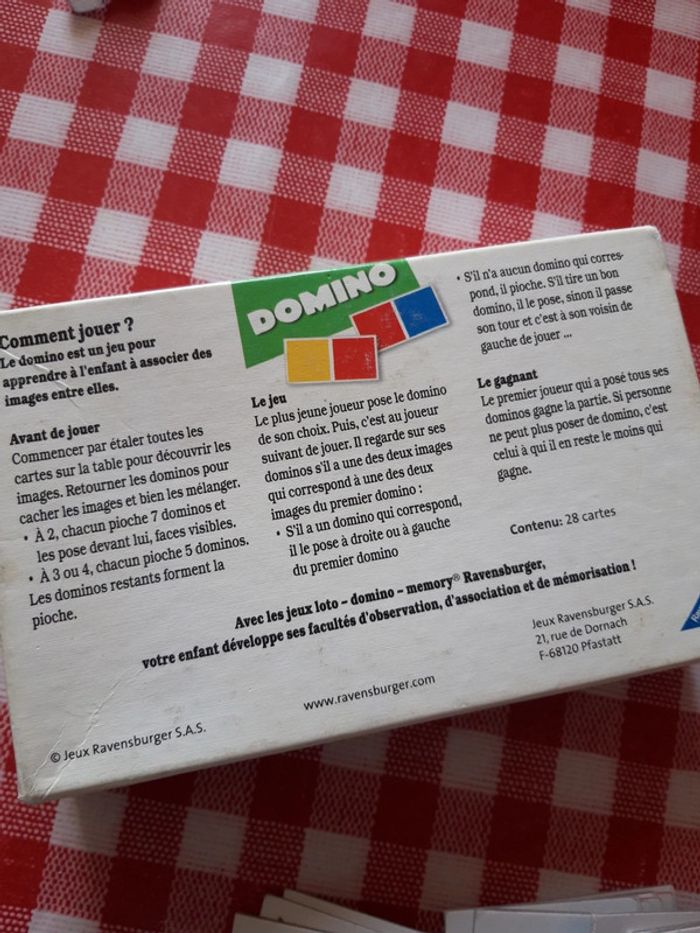 DOMINO
Comment jouer ?
Le domino est un jeu pour
apprendre à l'enfant à associer des
images entre elles.
Avant de jouer
Commencer par étaler toutes les
cartes sur la table pour découvrir les
images. Retourner les dominos pour
cacher les images et bien les mélanger.
• À 2, chacun pioche 7 dominos et
les pose devant lui, faces visibles.
• À 3 ou 4, chacun pioche 5 dominos.
Les dominos restants forment la
pioche.
Le jeu
Le plus jeune joueur pose le domino
de son choix. Puis, c'est au joueur
suivant de jouer. Il regarde sur ses
dominos s'il a une des deux images
qui correspond à une des deux
images du premier domino :
• S'il a un domino qui correspond,
il le pose à droite ou à gauche
du premier domino
• S'il n'a aucun domino qui corres-
pond, il pioche. S'il tire un bon
domino, il le pose, sinon il passe
son tour et c'est à son voisin de
gauche de jouer ...
Le gagnant
Le premier joueur qui a posé tous ses
dominos gagne la partie. Si personne
ne peut plus poser de domino, c'est
celui à qui il en reste le moins qui
gagne.
Contenu: 28 cartes
Avec les jeux loto – domino – memory® Ravensburger,
votre enfant développe ses facultés d'observation, d'association et de mémorisation !
Jeux Ravensburger S.A.S.
21, rue de Dornach
F-68120 Pfastatt
www.ravensburger.com
© Jeux Ravensburger S.A.S.